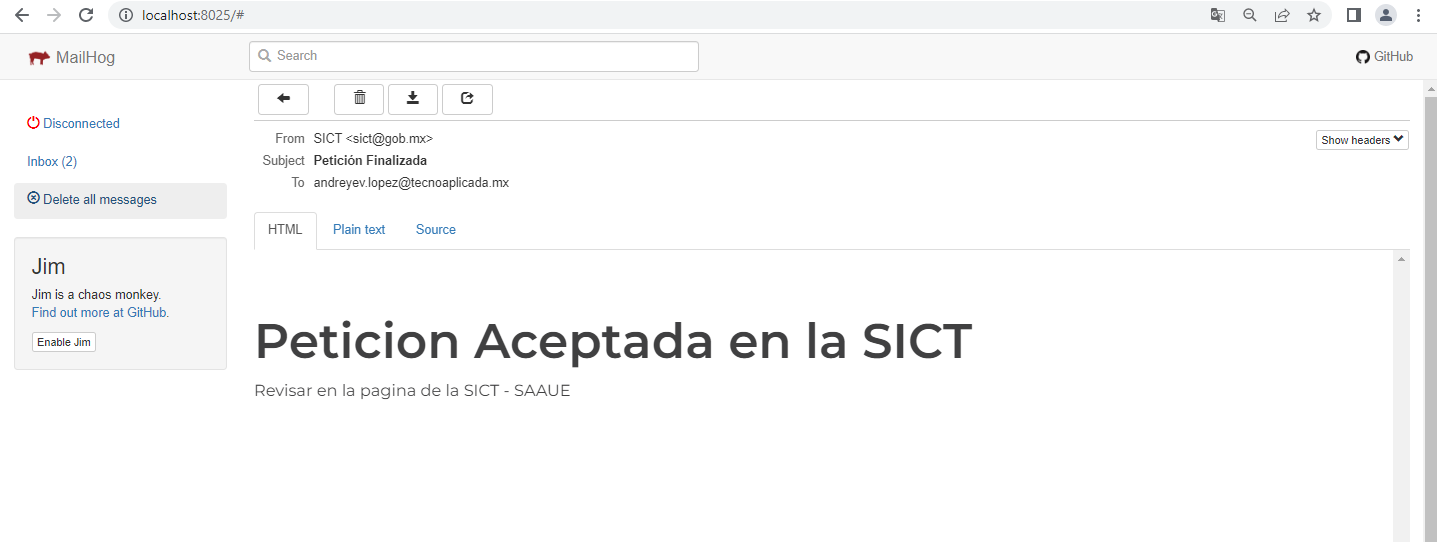 localhost:8025/#
MailHog
Search
GitHub
Disconnected
Inbox (2)
Delete all messages
Jim
Jim is a chaos monkey.
Find out more at GitHub.
Enable Jim
From SICT <sict@gob.mx>
Show headers
Subject Petición Finalizada
To andreyev.lopez@tecnoaplicada.mx
HTML Plain text Source
Peticion Aceptada en la SICT
Revisar en la pagina de la SICT - SAAUE